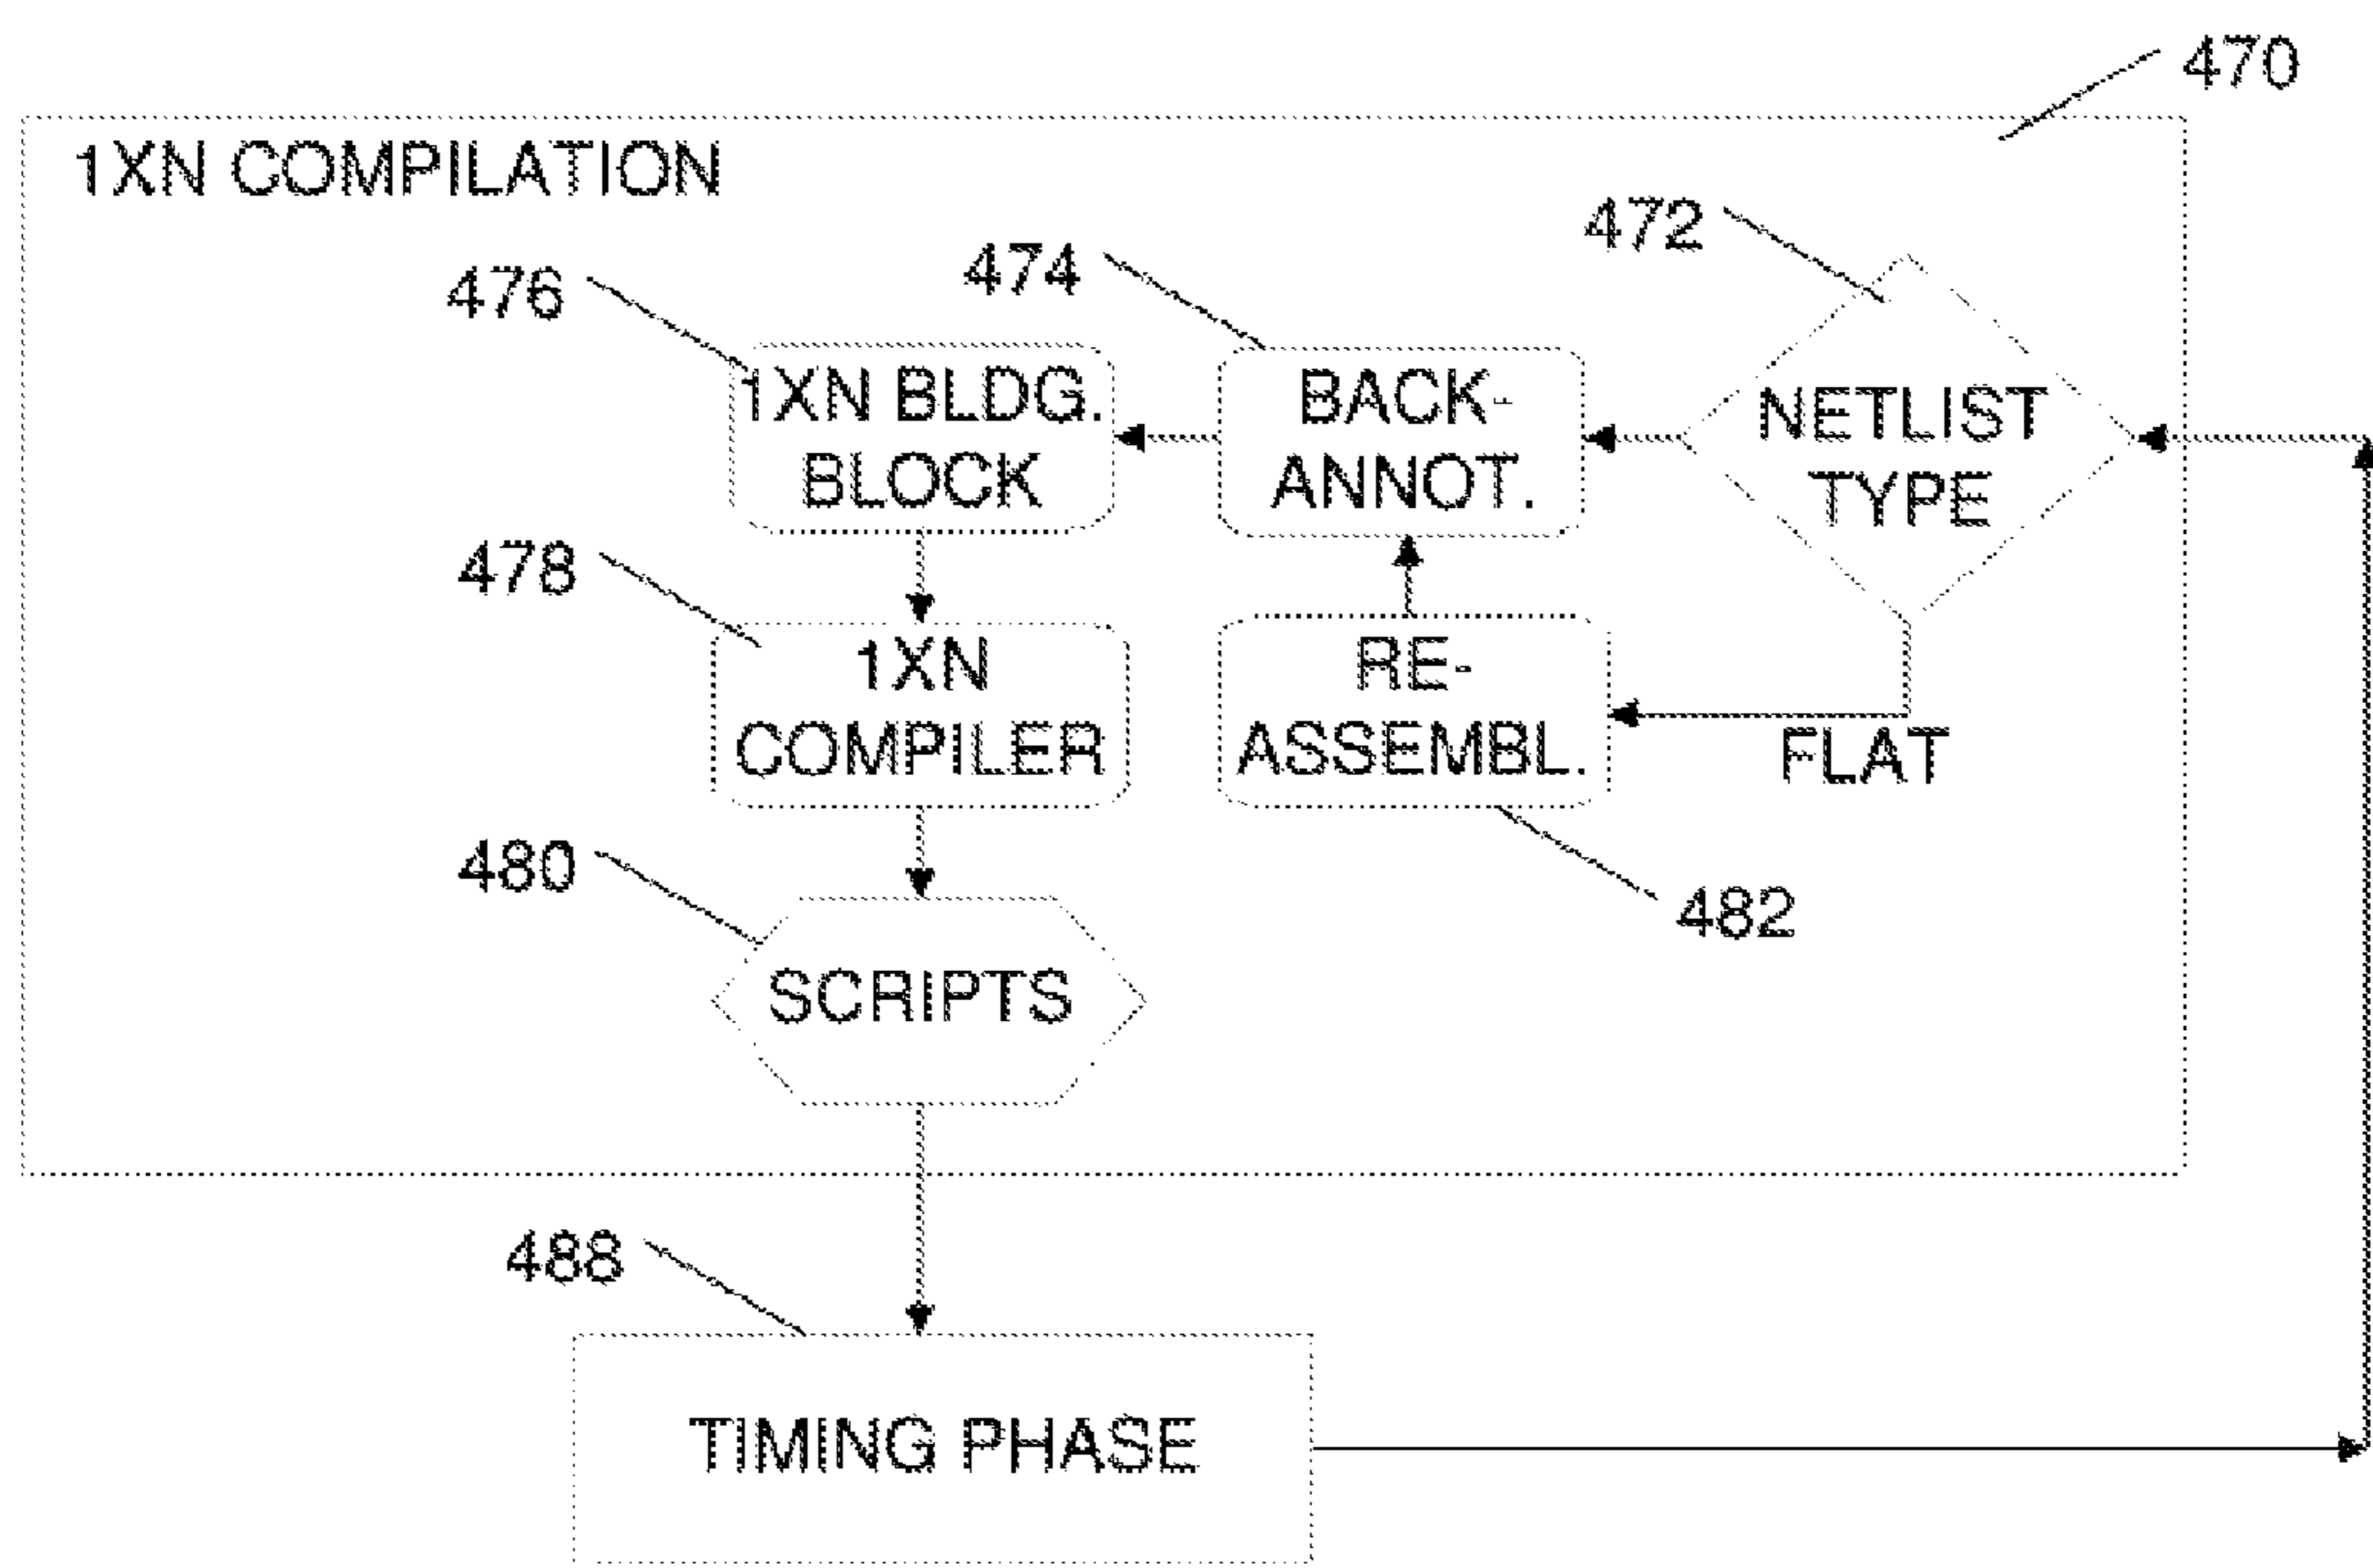 470
1XN COMPILATION
472
474
476
1XN BLDG.
BLOCK
BACK-
ANNOT.
NETLIST
TYPE
478
1XN
COMPILER
RE-
ASSEMBL.
FLAT
480
482
SCRIPTS
488
TIMING PHASE